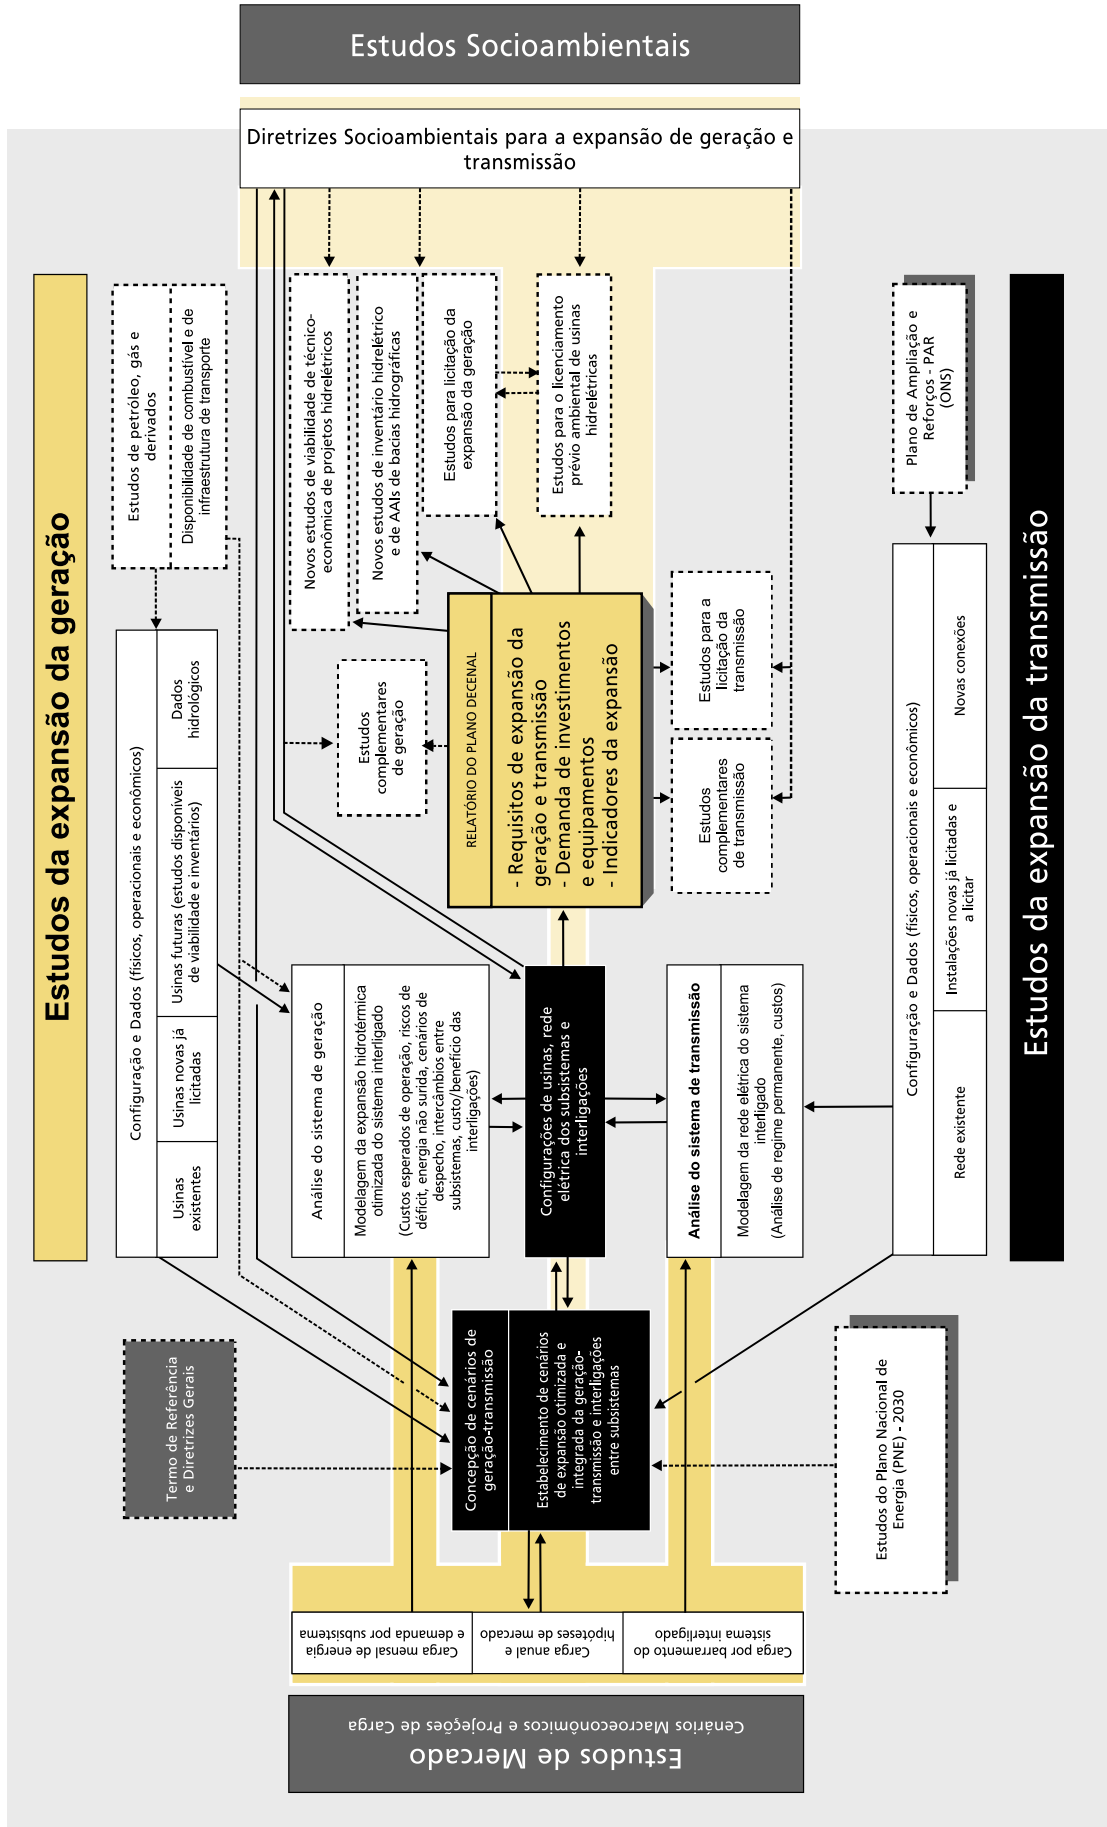 Estudos Socioambientais
Diretrizes Socioambientais para a expansão de geração e
transmissão
Estudos da expansão da geração
Estudos de petróleo, gás e
derivados
Disponibilidade de combustível e de
infraestrutura de transporte
Configuração e Dados (físicos, operacionais e econômicos)
Usinas
existentes
Usinas novas já
licitadas
Usinas futuras (estudos disponíveis
de viabilidade e inventários)
Dados
hidrológicos
Novos estudos de viabilidade de técnico-
econômica de projetos hidrelétricos
Novos estudos de inventário hidrelétrico
e de AAIs de bacias hidrográficas
Estudos para licitação da
expansão da geração
Estudos para o licenciamento
prévio ambiental de usinas
hidrelétricas
Estudos
complementares
de geração
RELATÓRIO DO PLANO DECENAL
- Requisitos de expansão da
geração e transmissão
- Demanda de investimentos
e equipamentos
- Indicadores da expansão
Estudos para a
licitação da
transmissão
Estudos
complementares
de transmissão
Análise do sistema de geração
Modelagem da expansão hidrotérmica
otimizada do sistema interligado
(Custos esperados de operação, riscos de
déficit, energia não surida, cenários de
despecho, intercâmbios entre
subsistemas, custo/benefício das
interligações)
Configurações de usinas, rede
elétrica dos subsistemas e
interligações
Análise do sistema de transmissão
Modelagem da rede elétrica do sistema
interligado
(Análise de regime permanente, custos)
Plano de Ampliação e
Reforços - PAR
(ONS)
Configuração e Dados (físicos, operacionais e econômicos)
Rede existente
Instalações novas já licitadas e
a licitar
Novas conexões
Estudos da expansão da transmissão
Termo de Referência
e Diretrizes Gerais
Concepção de cenários de
geração-transmissão
Estabelecimento de cenários
de expansão otimizada e
integrada da geração-
transmissão e interligações
entre subsistemas
Estudos do Plano Nacional de
Energia (PNE) - 2030
Carga mensal de energia
e demanda por subsistema
Carga anual e
hipóteses de mercado
Carga por barramento do
sistema interligado
Estudos de Mercado
Cenários Macroeconômicos e Projeções de Carga